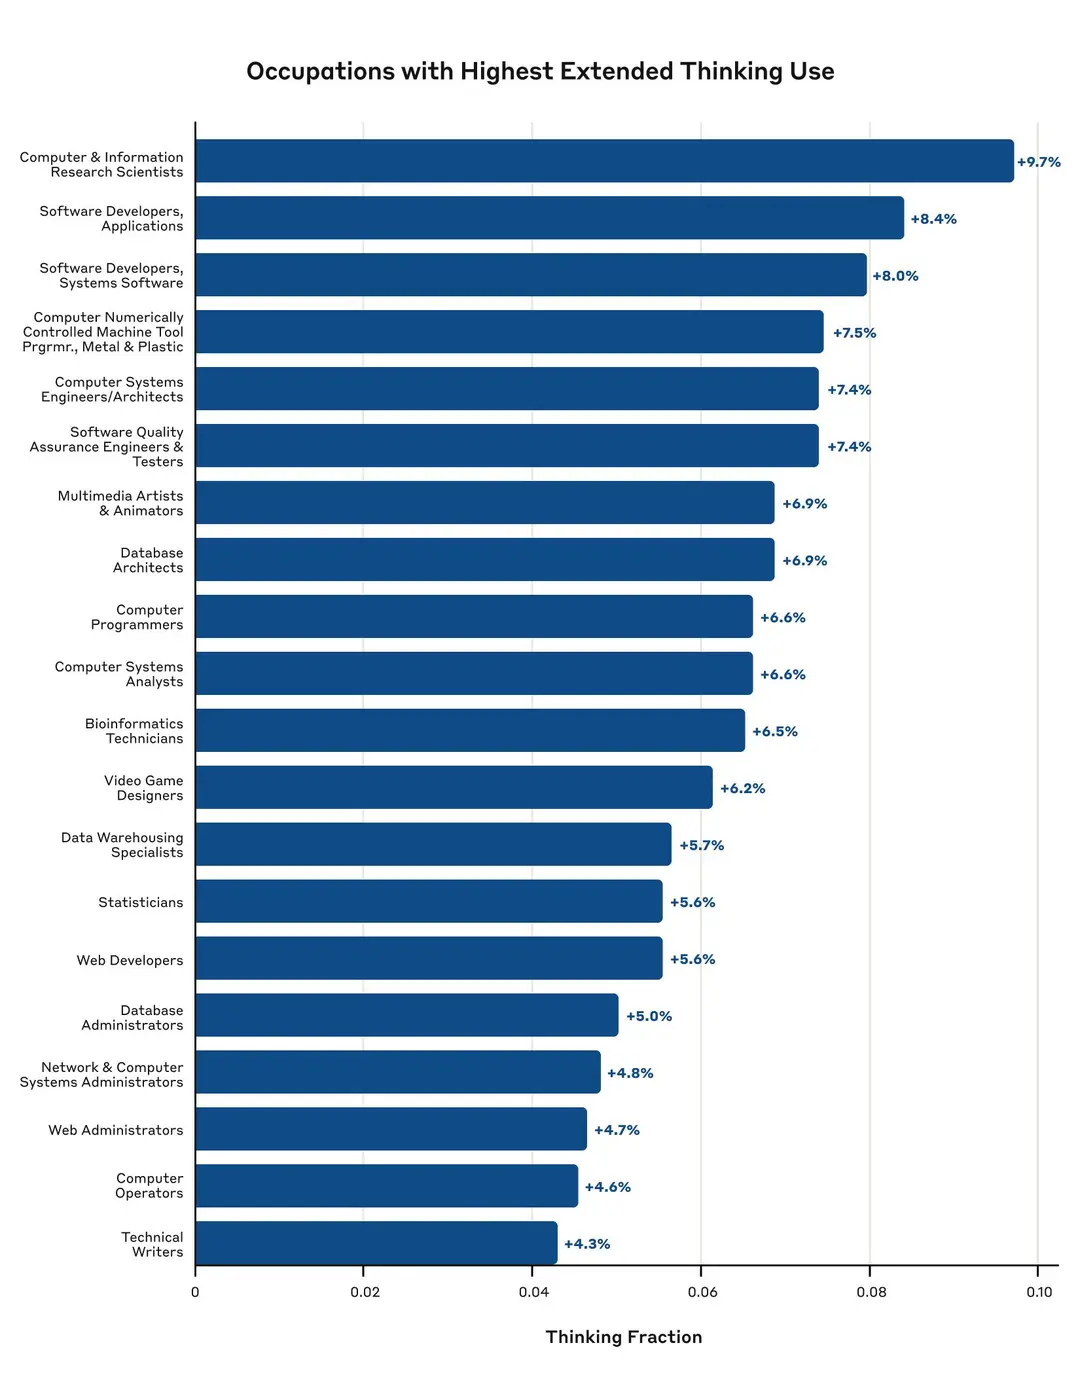 Occupations with Highest Extended Thinking Use
Computer & Information
Research Scientists
+9.7%
Software Developers,
Applications
+8.4%
Software Developers,
Systems Software
+8.0%
Computer Numerically
Controlled Machine Tool
Prgrmr., Metal & Plastic
+7.5%
Computer Systems
Engineers/Architects
+7.4%
Software Quality
Assurance Engineers &
Testers
+7.4%
Multimedia Artists
& Animators
+6.9%
Database
Architects
+6.9%
Computer
Programmers
+6.6%
Computer Systems
Analysts
+6.6%
Bioinformatics
Technicians
+6.5%
Video Game
Designers
+6.2%
Data Warehousing
Specialists
+5.7%
Statisticians
+5.6%
Web Developers
+5.6%
Database
Administrators
+5.0%
Network & Computer
Systems Administrators
+4.8%
Web Administrators
+4.7%
Computer
Operators
+4.6%
Technical
Writers
+4.3%
0 0.02 0.04 0.06 0.08 0.10
Thinking Fraction